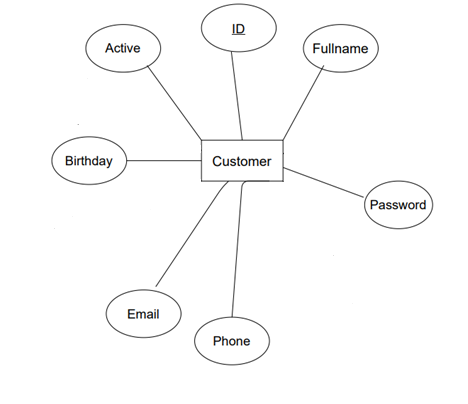 ID
Active
Fullname
Birthday
Customer
Password
Email
Phone